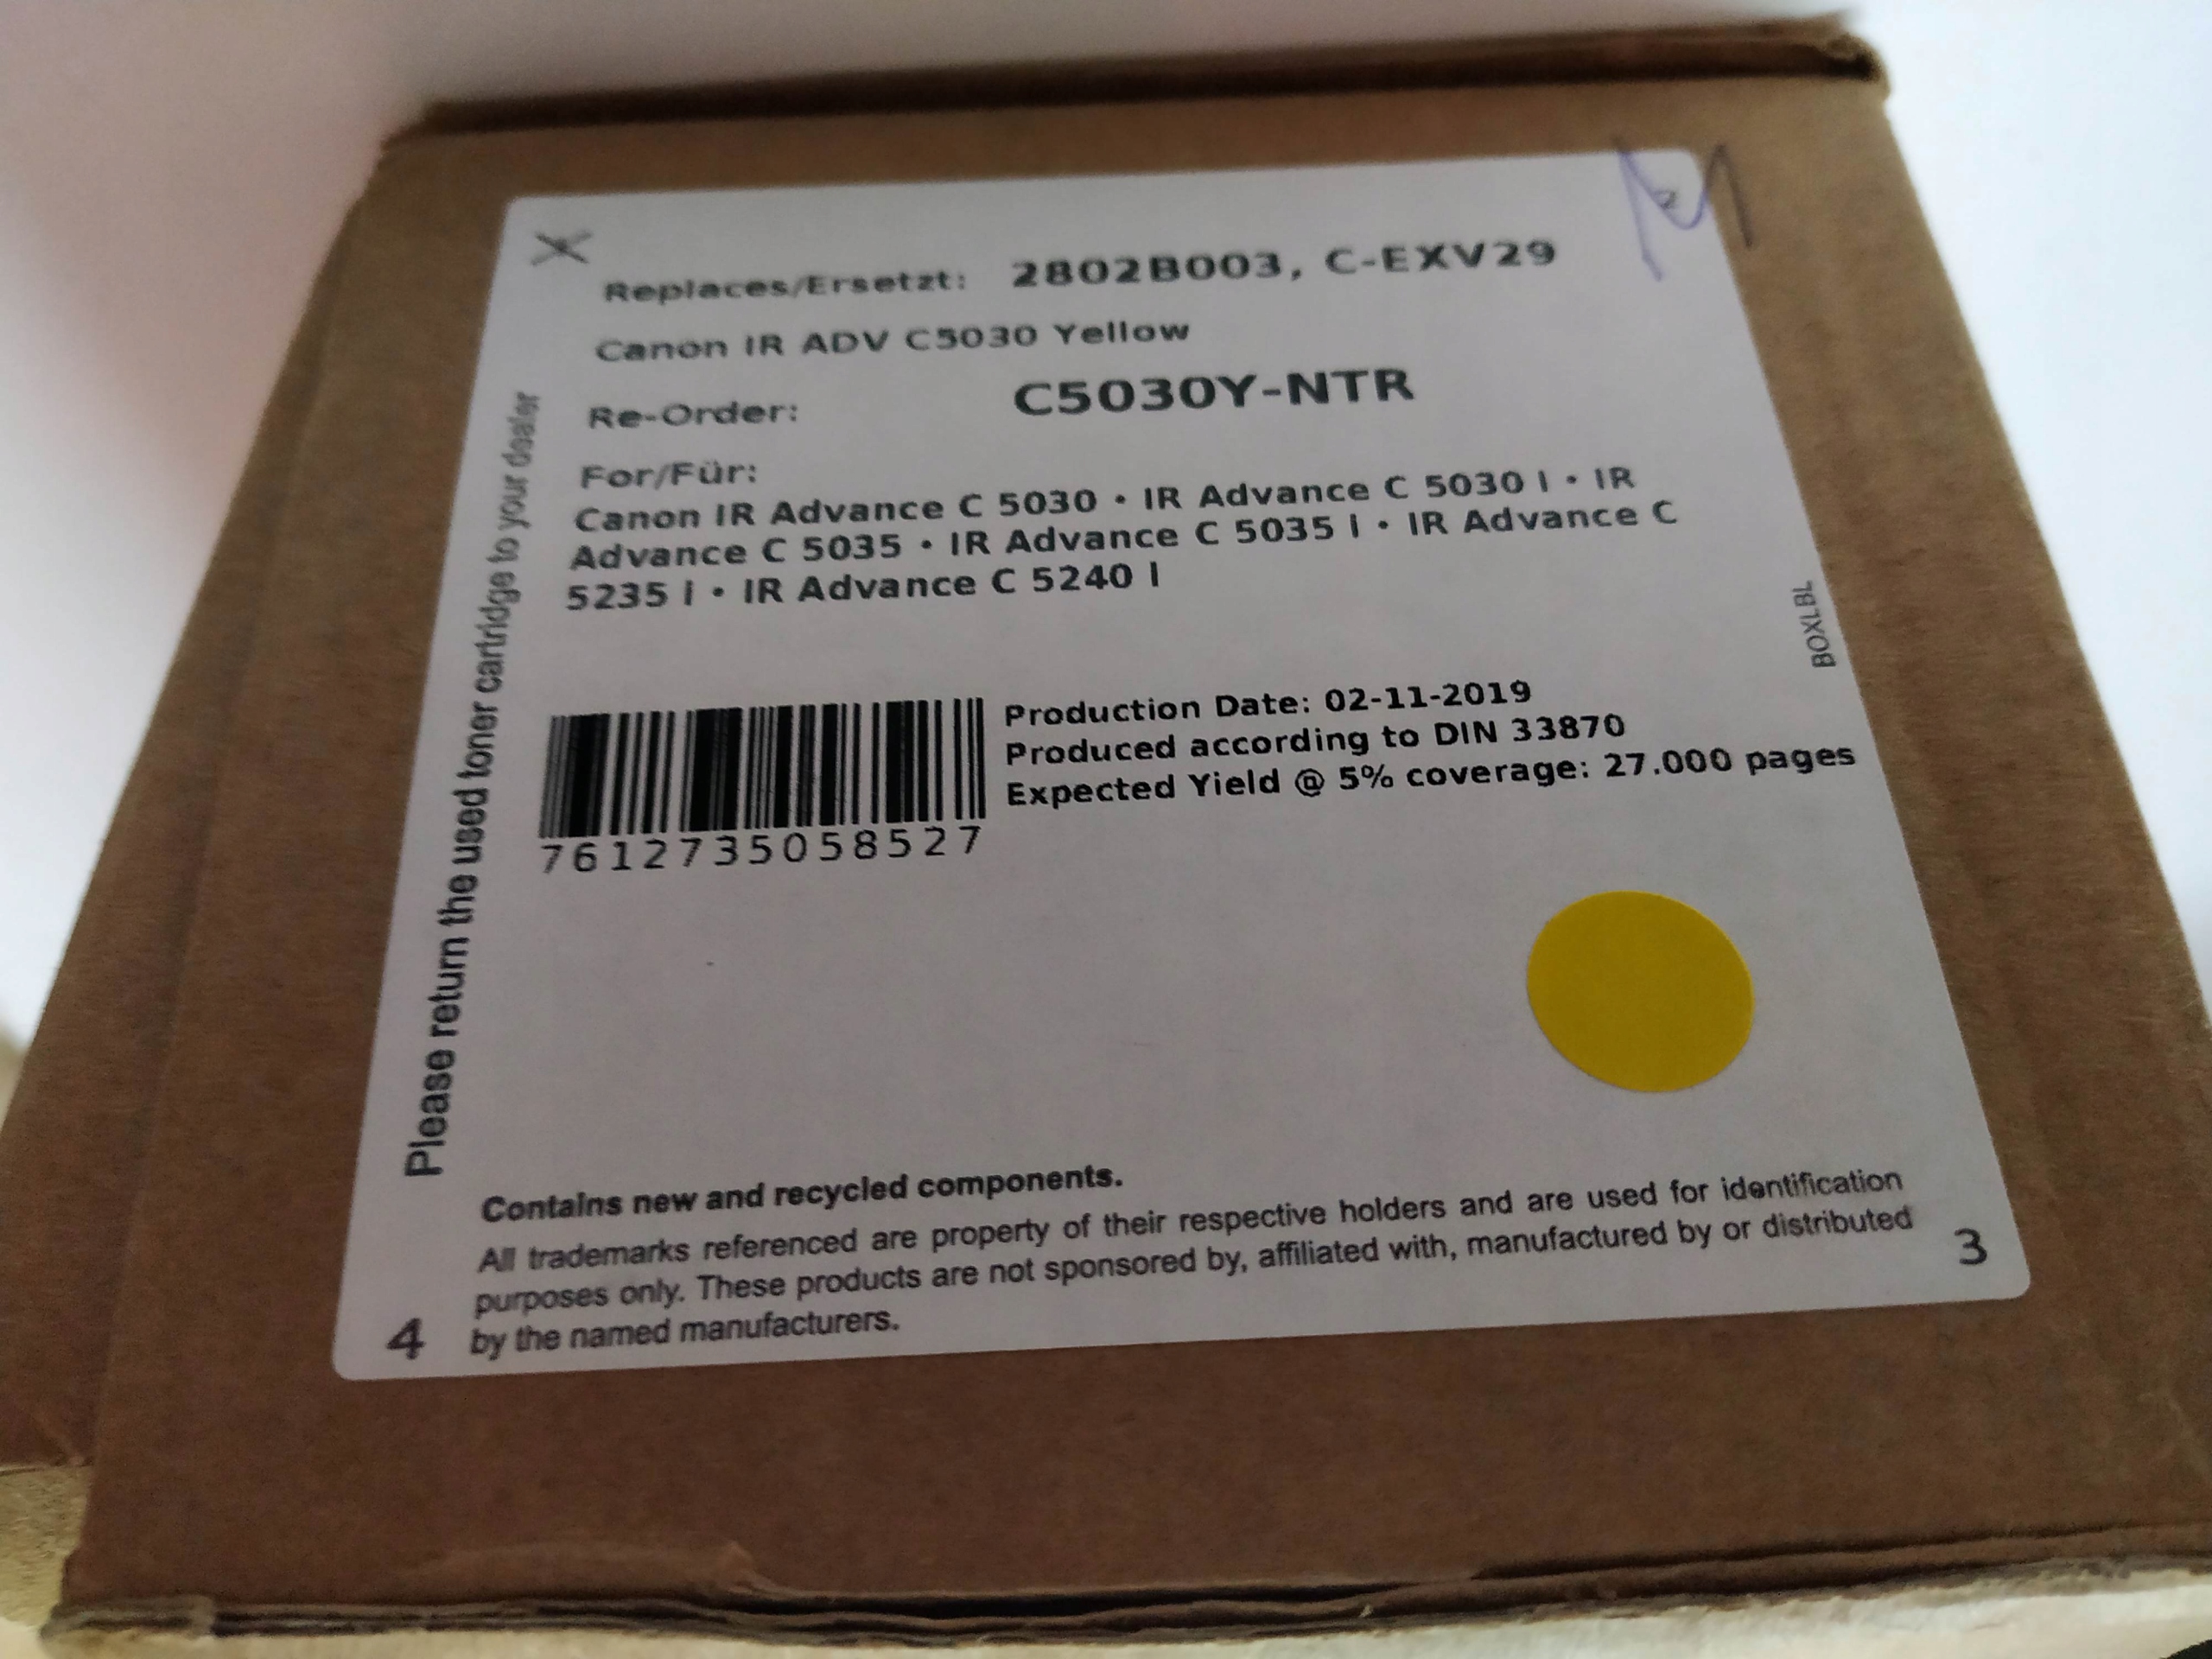 Replaces/Ersetzt: 2802B003, C-EXV29
Canon IR ADV C5030 Yellow
Re-Order: C5030Y-NTR
For/Für:
Canon IR Advance C 5030 • IR Advance C 5030 I • IR
Advance C 5035 • IR Advance C 5035 I • IR Advance C
5235 I • IR Advance C 5240 I
Production Date: 02-11-2019
Produced according to DIN 33870
Expected Yield @ 5% coverage: 27.000 pages
7612735058527
BOXLBL
Please return the used toner cartridge to your dealer
Contains new and recycled components.
All trademarks referenced are property of their respective holders and are used for identification
purposes only. These products are not sponsored by, affiliated with, manufactured by or distributed
by the named manufacturers.
4
3